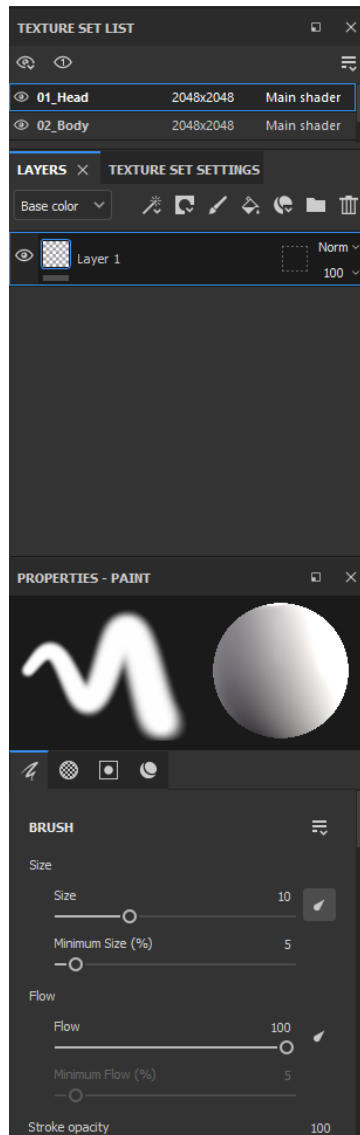 TEXTURE SET LIST
1
01_Head 2048x2048 Main shader
02_Body 2048x2048 Main shader
LAYERS TEXTURE SET SETTINGS
Base color
Layer 1 Norm
100
PROPERTIES - PAINT
BRUSH
Size
Size 10
Minimum Size (%) 5
Flow
Flow 100
Minimum Flow (%) 5
Stroke opacity 100